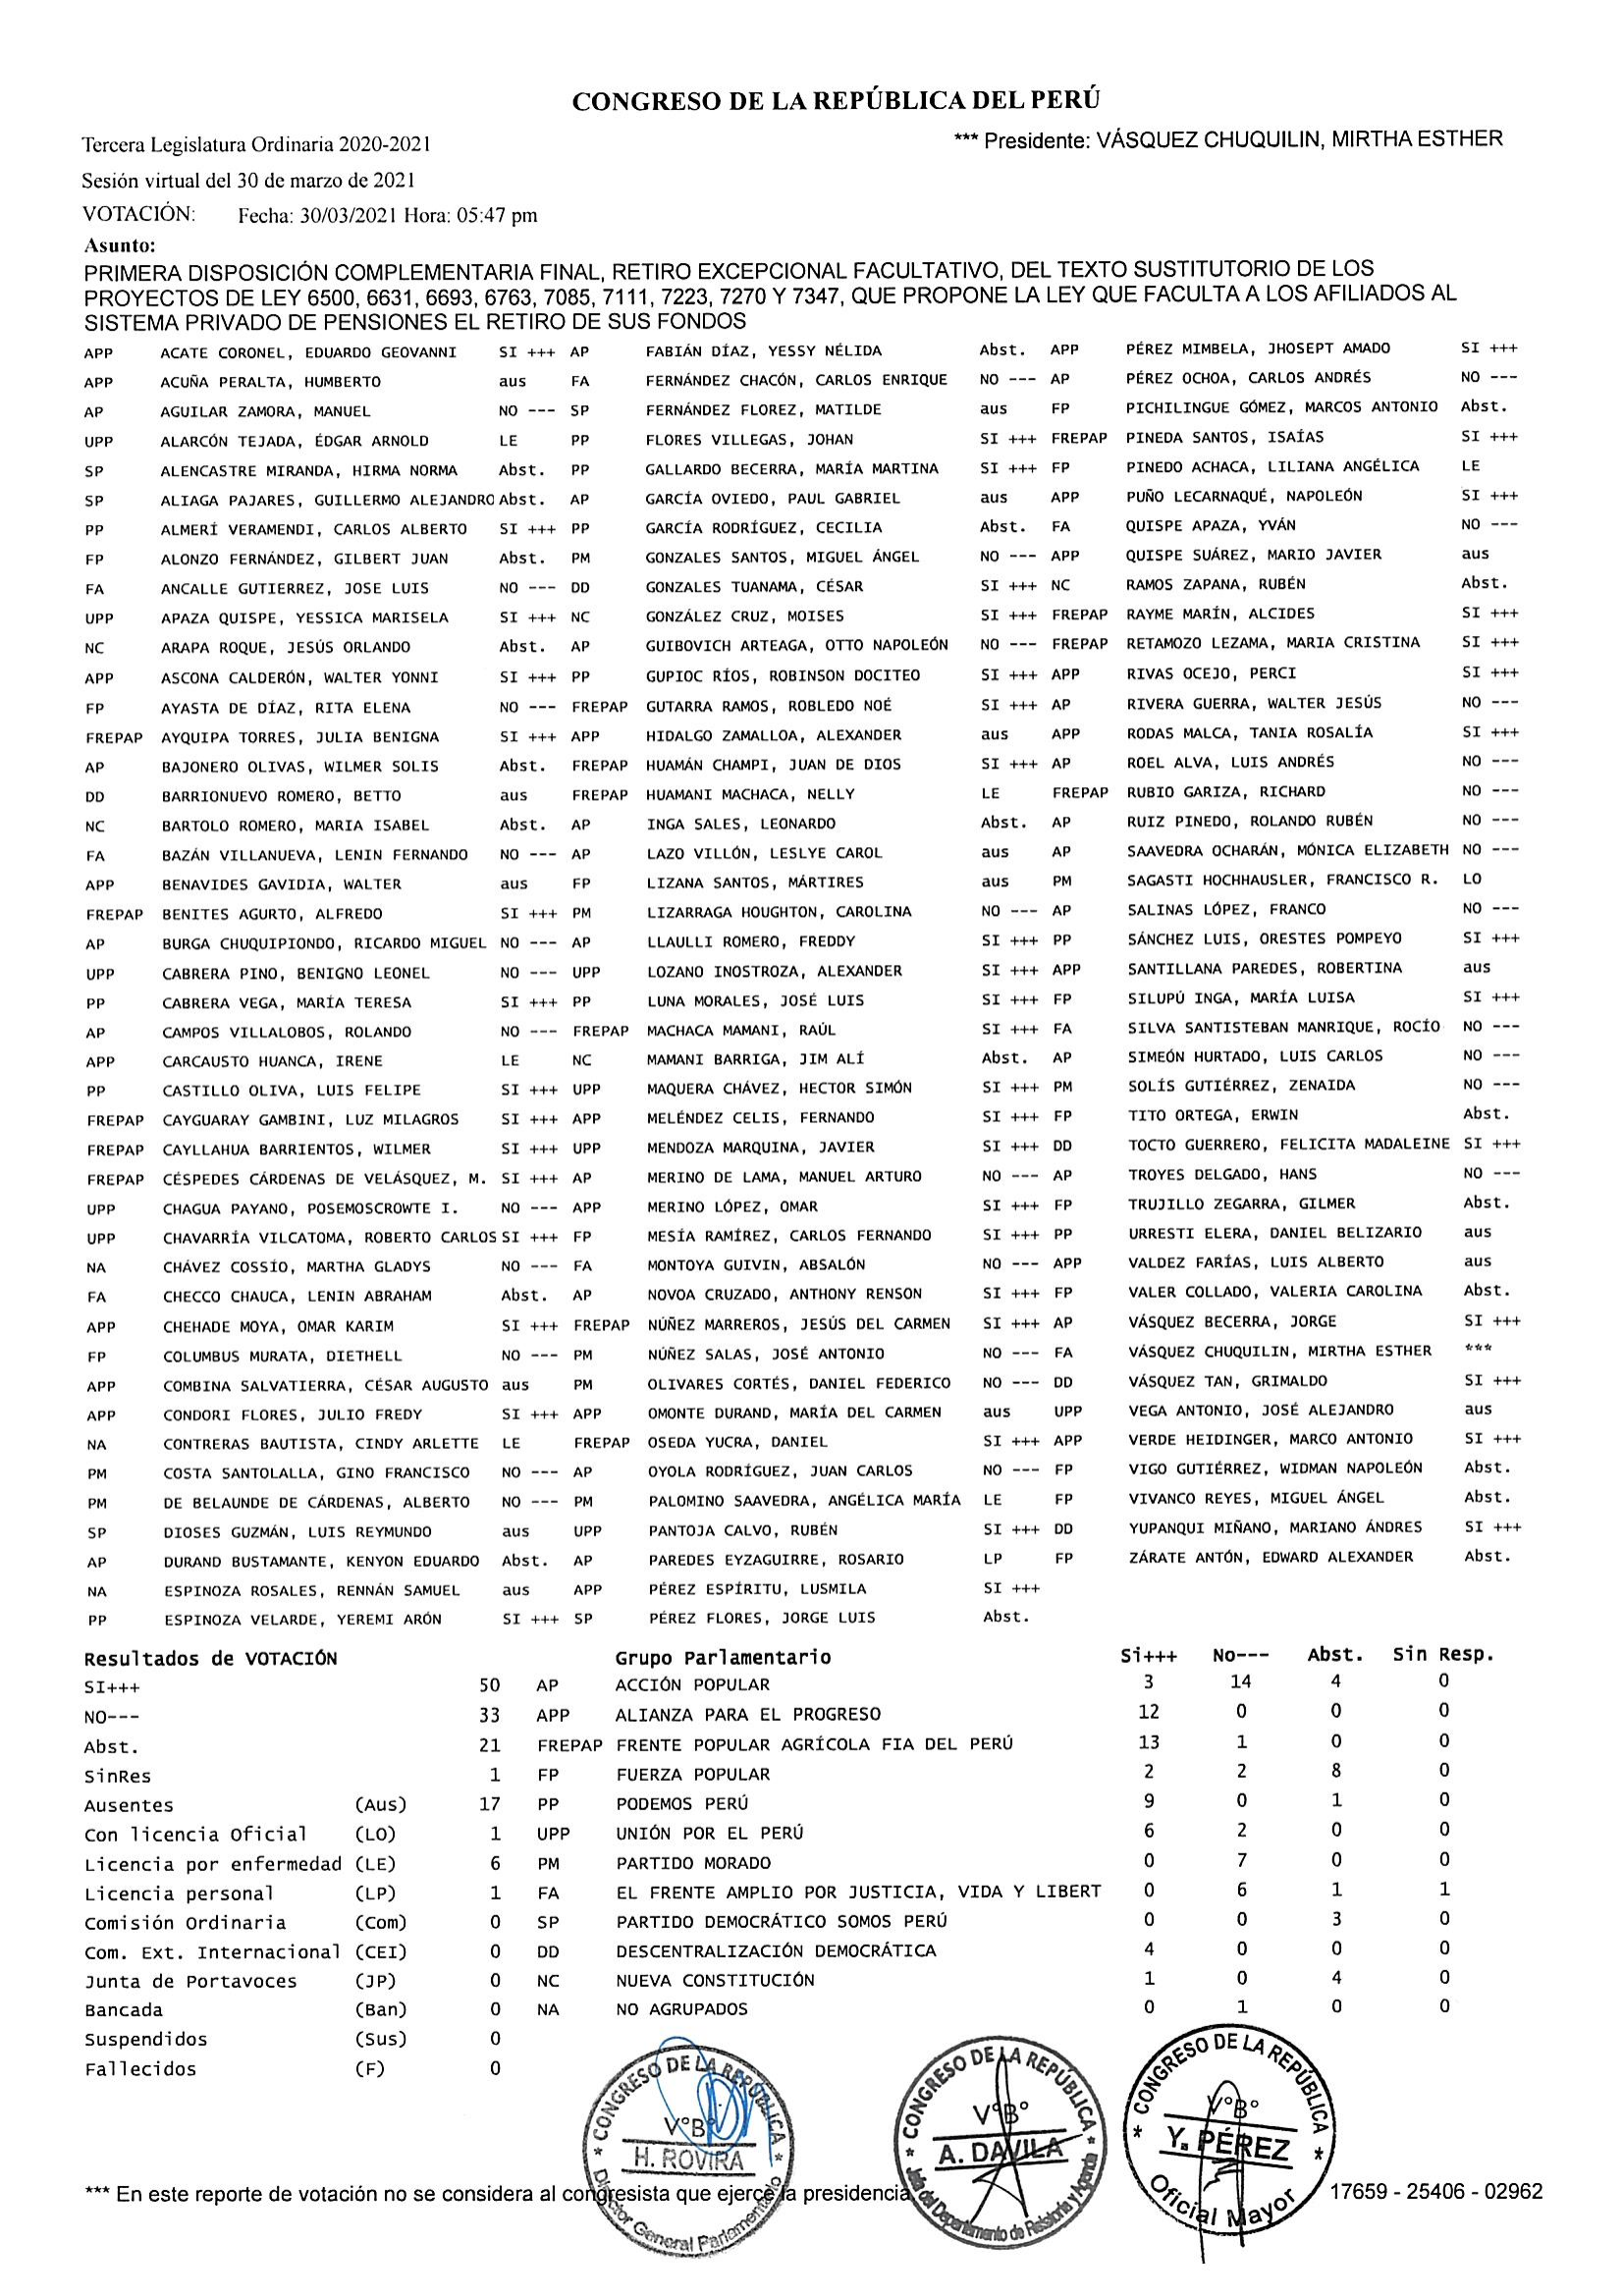 CONGRESO DE LA REPÚBLICA DEL PERÚ
Tercera Legislatura Ordinaria 2020-2021 *** Presidente: VÁSQUEZ CHUQUILIN, MIRTHA ESTHER
Sesión virtual del 30 de marzo de 2021
VOTACIÓN: Fecha: 30/03/2021 Hora: 05:47 pm
Asunto:
PRIMERA DISPOSICIÓN COMPLEMENTARIA FINAL, RETIRO EXCEPCIONAL FACULTATIVO, DEL TEXTO SUSTITUTORIO DE LOS
PROYECTOS DE LEY 6500, 6631, 6693, 6763, 7085, 7111, 7223, 7270 Y 7347, QUE PROPONE LA LEY QUE FACULTA A LOS AFILIADOS AL
SISTEMA PRIVADO DE PENSIONES EL RETIRO DE SUS FONDOS
APP ACATE CORONEL, EDUARDO GEOVANNI SI +++ AP FABIÁN DÍAZ, YESSY NÉLIDA Abst. APP PÉREZ MIMBELA, JHOSEPT AMADO SI +++
APP ACUÑA PERALTA, HUMBERTO aus FA FERNÁNDEZ CHACÓN, CARLOS ENRIQUE NO --- AP PÉREZ OCHOA, CARLOS ANDRÉS NO ---
AP AGUILAR ZAMORA, MANUEL NO --- SP FERNÁNDEZ FLOREZ, MATILDE aus FP PICHILINGUE GÓMEZ, MARCOS ANTONIO Abst.
UPP ALARCÓN TEJADA, ÉDGAR ARNOLD LE PP FLORES VILLEGAS, JOHAN SI +++ FREPAP PINEDA SANTOS, ISAÍAS SI +++
SP ALENCASTRE MIRANDA, HIRMA NORMA Abst. PP GALLARDO BECERRA, MARÍA MARTINA SI +++ FP PINEDO ACHACA, LILIANA ANGÉLICA LE
SP ALIAGA PAJARES, GUILLERMO ALEJANDRO Abst. AP GARCÍA OVIEDO, PAUL GABRIEL aus APP PUÑO LECARNAQUÉ, NAPOLEÓN SI +++
PP ALMERÍ VERAMENDI, CARLOS ALBERTO SI +++ PP GARCÍA RODRÍGUEZ, CECILIA Abst. FA QUISPE APAZA, YVÁN NO ---
FP ALONZO FERNÁNDEZ, GILBERT JUAN Abst. PM GONZALES SANTOS, MIGUEL ÁNGEL NO --- APP QUISPE SUÁREZ, MARIO JAVIER aus
FA ANCALLE GUTIERREZ, JOSE LUIS NO --- DD GONZALES TUANAMA, CÉSAR SI +++ NC RAMOS ZAPANA, RUBÉN Abst.
UPP APAZA QUISPE, YESSICA MARISELA SI +++ NC GONZÁLEZ CRUZ, MOISES SI +++ FREPAP RAYME MARÍN, ALCIDES SI +++
NC ARAPA ROQUE, JESÚS ORLANDO Abst. AP GUIBOVICH ARTEAGA, OTTO NAPOLEÓN NO --- FREPAP RETAMOZO LEZAMA, MARIA CRISTINA SI +++
APP ASCONA CALDERÓN, WALTER YONNI SI +++ PP GUPIOC RÍOS, ROBINSON DOCITEO SI +++ APP RIVAS OCEJO, PERCI SI +++
FP AYASTA DE DÍAZ, RITA ELENA NO --- FREPAP GUTARRA RAMOS, ROBLEDO NOÉ SI +++ AP RIVERA GUERRA, WALTER JESÚS NO ---
FREPAP AYQUIPA TORRES, JULIA BENIGNA SI +++ APP HIDALGO ZAMALLOA, ALEXANDER aus APP RODAS MALCA, TANIA ROSALÍA SI +++
AP BAJONERO OLIVAS, WILMER SOLIS Abst. FREPAP HUAMÁN CHAMPI, JUAN DE DIOS SI +++ AP ROEL ALVA, LUIS ANDRÉS NO ---
DD BARRIONUEVO ROMERO, BETTO aus FREPAP HUAMANI MACHACA, NELLY LE FREPAP RUBIO GARIZA, RICHARD NO ---
NC BARTOLO ROMERO, MARIA ISABEL Abst. AP INGA SALES, LEONARDO Abst. AP RUIZ PINEDO, ROLANDO RUBÉN NO ---
FA BAZÁN VILLANUEVA, LENIN FERNANDO NO --- AP LAZO VILLÓN, LESLYE CAROL aus AP SAAVEDRA OCHARÁN, MÓNICA ELIZABETH NO ---
APP BENAVIDES GAVIDIA, WALTER aus FP LIZANA SANTOS, MÁRTIRES aus PM SAGASTI HOCHHAUSLER, FRANCISCO R. LO
FREPAP BENITES AGURTO, ALFREDO SI +++ PM LIZARRAGA HOUGHTON, CAROLINA NO --- AP SALINAS LÓPEZ, FRANCO NO ---
AP BURGA CHUQUIPIONDO, RICARDO MIGUEL NO --- AP LLAULLI ROMERO, FREDDY SI +++ PP SÁNCHEZ LUIS, ORESTES POMPEYO SI +++
UPP CABRERA PINO, BENIGNO LEONEL NO --- UPP LOZANO INOSTROZA, ALEXANDER SI +++ APP SANTILLANA PAREDES, ROBERTINA aus
PP CABRERA VEGA, MARÍA TERESA SI +++ PP LUNA MORALES, JOSÉ LUIS SI +++ FP SILUPÚ INGA, MARÍA LUISA SI +++
AP CAMPOS VILLALOBOS, ROLANDO NO --- FREPAP MACHACA MAMANI, RAÚL SI +++ FA SILVA SANTISTEBAN MANRIQUE, ROCÍO NO ---
APP CARCAUSTO HUANCA, IRENE LE NC MAMANI BARRIGA, JIM ALÍ Abst. AP SIMEÓN HURTADO, LUIS CARLOS NO ---
PP CASTILLO OLIVA, LUIS FELIPE SI +++ UPP MAQUERA CHÁVEZ, HECTOR SIMÓN SI +++ PM SOLÍS GUTIÉRREZ, ZENAIDA NO ---
FREPAP CAYGUARAY GAMBINI, LUZ MILAGROS SI +++ APP MELÉNDEZ CELIS, FERNANDO SI +++ FP TITO ORTEGA, ERWIN Abst.
FREPAP CAYLLAHUA BARRIENTOS, WILMER SI +++ UPP MENDOZA MARQUINA, JAVIER SI +++ DD TOCTO GUERRERO, FELICITA MADALEINE SI +++
FREPAP CÉSPEDES CÁRDENAS DE VELÁSQUEZ, M. SI +++ AP MERINO DE LAMA, MANUEL ARTURO NO --- AP TROYES DELGADO, HANS NO ---
UPP CHAGUA PAYANO, POSEMOSCROWTE I. NO --- APP MERINO LÓPEZ, OMAR SI +++ FP TRUJILLO ZEGARRA, GILMER Abst.
UPP CHAVARRÍA VILCATOMA, ROBERTO CARLOS SI +++ FP MESÍA RAMÍREZ, CARLOS FERNANDO SI +++ PP URRESTI ELERA, DANIEL BELIZARIO aus
NA CHÁVEZ COSSÍO, MARTHA GLADYS NO --- FA MONTOYA GUIVIN, ABSALÓN NO --- APP VALDEZ FARÍAS, LUIS ALBERTO aus
FA CHECCO CHAUCA, LENIN ABRAHAM Abst. AP NOVOA CRUZADO, ANTHONY RENSON SI +++ FP VALER COLLADO, VALERIA CAROLINA Abst.
APP CHEHADE MOYA, OMAR KARIM SI +++ FREPAP NÚÑEZ MARREROS, JESÚS DEL CARMEN SI +++ AP VÁSQUEZ BECERRA, JORGE SI +++
FP COLUMBUS MURATA, DIETHELL NO --- PM NÚÑEZ SALAS, JOSÉ ANTONIO NO --- FA VÁSQUEZ CHUQUILIN, MIRTHA ESTHER ***
APP COMBINA SALVATIERRA, CÉSAR AUGUSTO aus PM OLIVARES CORTÉS, DANIEL FEDERICO NO --- DD VÁSQUEZ TAN, GRIMALDO SI +++
APP CONDORI FLORES, JULIO FREDY SI +++ APP OMONTE DURAND, MARÍA DEL CARMEN aus UPP VEGA ANTONIO, JOSÉ ALEJANDRO aus
NA CONTRERAS BAUTISTA, CINDY ARLETTE LE FREPAP OSEDA YUCRA, DANIEL SI +++ APP VERDE HEIDINGER, MARCO ANTONIO SI +++
PM COSTA SANTOLALLA, GINO FRANCISCO NO --- AP OYOLA RODRÍGUEZ, JUAN CARLOS NO --- FP VIGO GUTIÉRREZ, WIDMAN NAPOLEÓN Abst.
PM DE BELAUNDE DE CÁRDENAS, ALBERTO NO --- PM PALOMINO SAAVEDRA, ANGÉLICA MARÍA LE FP VIVANCO REYES, MIGUEL ÁNGEL Abst.
SP DIOSES GUZMÁN, LUIS REYMUNDO aus UPP PANTOJA CALVO, RUBÉN SI +++ DD YUPANQUI MIÑANO, MARIANO ÁNDRES SI +++
AP DURAND BUSTAMANTE, KENYON EDUARDO Abst. AP PAREDES EYZAGUIRRE, ROSARIO LP FP ZÁRATE ANTÓN, EDWARD ALEXANDER Abst.
NA ESPINOZA ROSALES, RENNÁN SAMUEL aus APP PÉREZ ESPÍRITU, LUSMILA SI +++
PP ESPINOZA VELARDE, YEREMI ARÓN SI +++ SP PÉREZ FLORES, JORGE LUIS Abst.
Resultados de VOTACIÓN Grupo Parlamentario Si+++ No--- Abst. Sin Resp.
SI+++ 50 AP ACCIÓN POPULAR 3 14 4 0
NO--- 33 APP ALIANZA PARA EL PROGRESO 12 0 0 0
Abst. 21 FREPAP FRENTE POPULAR AGRÍCOLA FIA DEL PERÚ 13 1 0 0
SinRes 1 FP FUERZA POPULAR 2 2 8 0
Ausentes (Aus) 17 PP PODEMOS PERÚ 9 0 1 0
Con licencia Oficial (LO) 1 UPP UNIÓN POR EL PERÚ 6 2 0 0
Licencia por enfermedad (LE) 6 PM PARTIDO MORADO 0 7 0 0
Licencia personal (LP) 1 FA EL FRENTE AMPLIO POR JUSTICIA, VIDA Y LIBERT 0 6 1 1
Comisión Ordinaria (Com) 0 SP PARTIDO DEMOCRÁTICO SOMOS PERÚ 0 0 3 0
Com. Ext. Internacional (CEI) 0 DD DESCENTRALIZACIÓN DEMOCRÁTICA 4 0 0 0
Junta de Portavoces (JP) 0 NC NUEVA CONSTITUCIÓN 1 0 4 0
Bancada (Ban) 0 NA NO AGRUPADOS 0 1 0 0
Suspendidos (Sus) 0
Fallecidos (F) 0
* CONGRESO DE LA REPÚBLICA * V°B° H. ROVIRA Director General Parlamentario
* CONGRESO DE LA REPÚBLICA * V°B° A. DAVILA Jefa del Departamento de Relatoría y Agenda
* CONGRESO DE LA REPÚBLICA * V°B° Y. PÉREZ Oficial Mayor
*** En este reporte de votación no se considera al congresista que ejerce la presidencia 17659 - 25406 - 02962